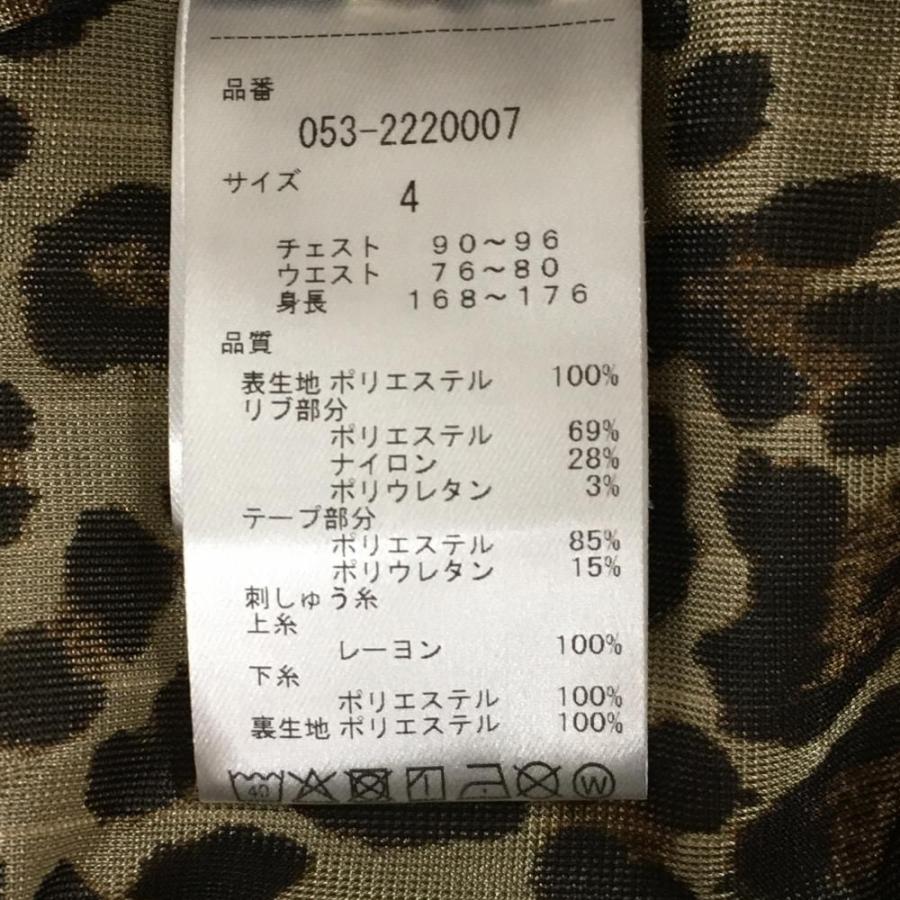 品番
053-2220007
サイズ
4
チェスト 90～96
ウエスト 76～80
身長 168～176
品質
表生地 ポリエステル 100%
リブ部分
ポリエステル 69%
ナイロン 28%
ポリウレタン 3%
テープ部分
ポリエステル 85%
ポリウレタン 15%
刺しゅう糸
上糸
レーヨン 100%
下糸
ポリエステル 100%
裏生地 ポリエステル 100%
40 W